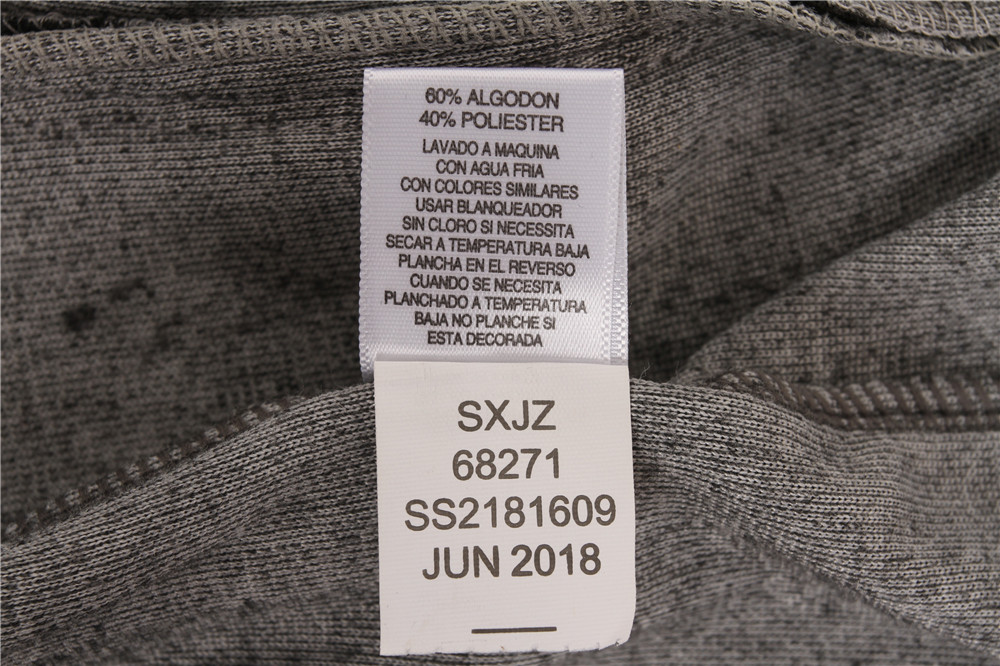 60% ALGODON
40% POLIESTER
LAVADO A MAQUINA
CON AGUA FRIA
CON COLORES SIMILARES
USAR BLANQUEADOR
SIN CLORO SI NECESSITA
SECAR A TEMPERATURA BAJA
PLANCHA EN EL REVERSO
CUANDO SE NECESITA
PLANCHADO A TEMPERATURA
BAJA NO PLANCHE SI
ESTA DECORADA
SXJZ
68271
SS2181609
JUN 2018